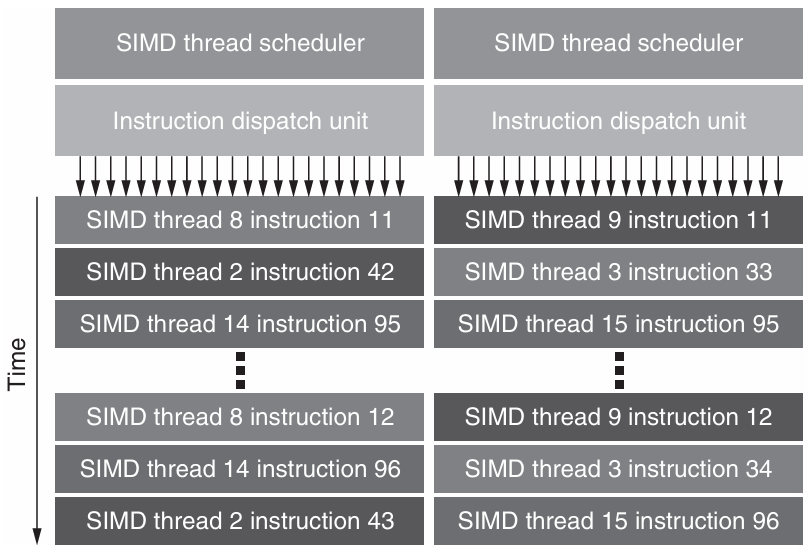 SIMD thread scheduler
SIMD thread scheduler
Instruction dispatch unit
Instruction dispatch unit
Time
SIMD thread 8 instruction 11
SIMD thread 9 instruction 11
SIMD thread 2 instruction 42
SIMD thread 3 instruction 33
SIMD thread 14 instruction 95
SIMD thread 15 instruction 95
SIMD thread 8 instruction 12
SIMD thread 9 instruction 12
SIMD thread 14 instruction 96
SIMD thread 3 instruction 34
SIMD thread 2 instruction 43
SIMD thread 15 instruction 96